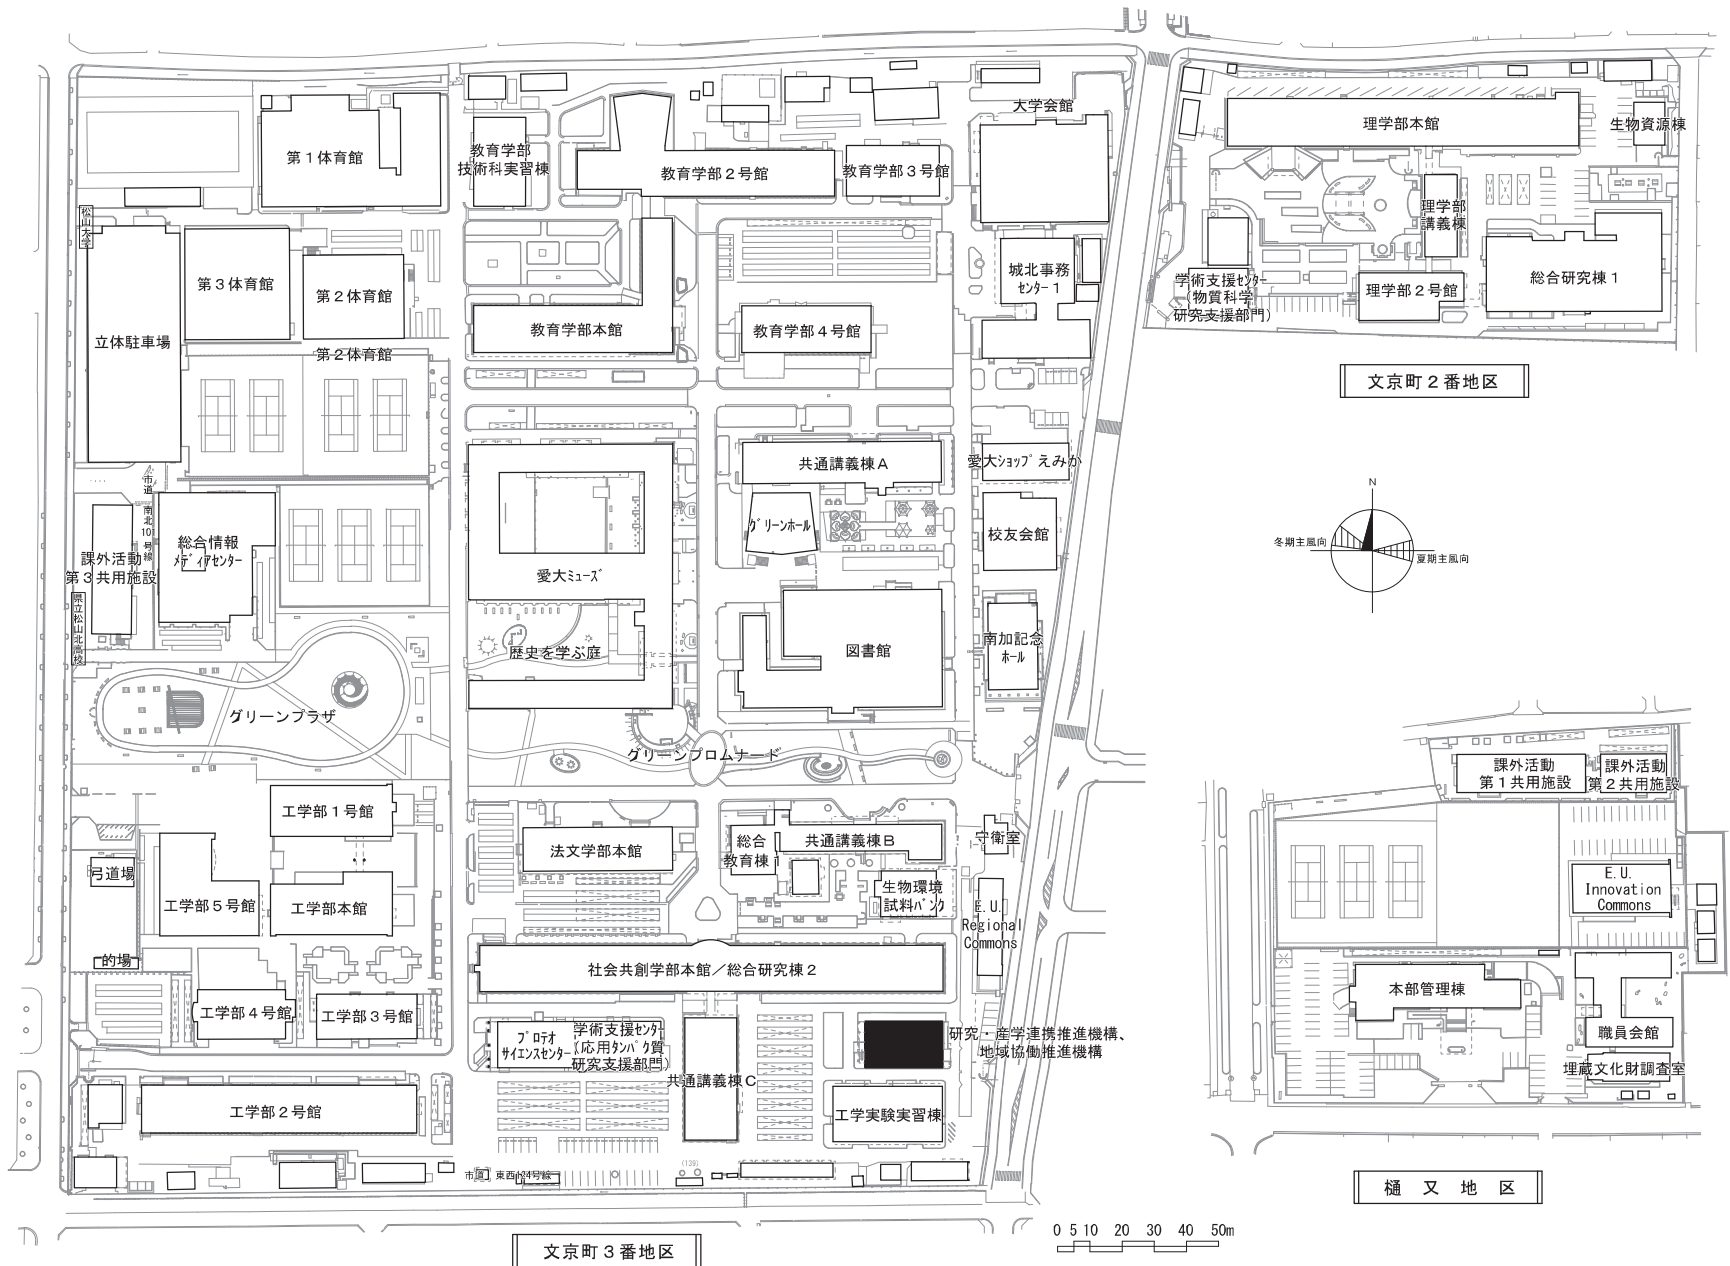 大学会館
理学部本館
生物資源棟
第１体育館
教育学部
技術科実習棟
教育学部２号館
教育学部３号館
松山大学
理学部
講義棟
第３体育館
第２体育館
城北事務
センター１
学術支援センター
(物質科学
研究支援部門)
理学部２号館
総合研究棟１
立体駐車場
教育学部本館
教育学部４号館
第２体育館
文京町２番地区
共通講義棟Ａ
愛大ショップえみか
市道
南北10号線
グリーンホール
校友会館
総合情報
メディアセンター
課外活動
第３共用施設
愛大ミューズ
N
冬期主風向
夏期主風向
県立松山北高校
歴史を学ぶ庭
図書館
南加記念
ホール
グリーンプラザ
グリーンプロムナード
課外活動
第１共用施設
課外活動
第２共用施設
工学部１号館
法文学部本館
総合
教育棟１
共通講義棟Ｂ
守衛室
弓道場
工学部５号館
工学部本館
生物環境
試料バンク
E.U.
Regional
Commons
E.U.
Innovation
Commons
的場
社会共創学部本館／総合研究棟２
本部管理棟
工学部４号館
工学部３号館
プロテオ
サイエンスセンター
学術支援センター
(応用タンパク質
研究支援部門)
研究・産学連携推進機構、
地域協働推進機構
職員会館
埋蔵文化財調査室
共通講義棟Ｃ
工学部２号館
工学実験実習棟
市道 東西24号線
(139)
樋又地区
0 5 10 20 30 40 50m
文京町３番地区